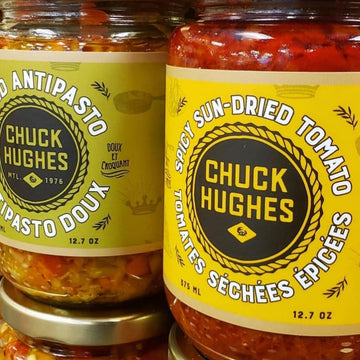 D ANTIPASTO
CHUCK
HUGHES
MTL. 1976
TIPASTO DOUX
DOUX
ET
CROQUANT
12.7 OZ
SPICY SUN-DRIED TOMATO
CHUCK
HUGHES
TOMATES SÉCHÉES ÉPICÉES
375 ML
12.7 OZ